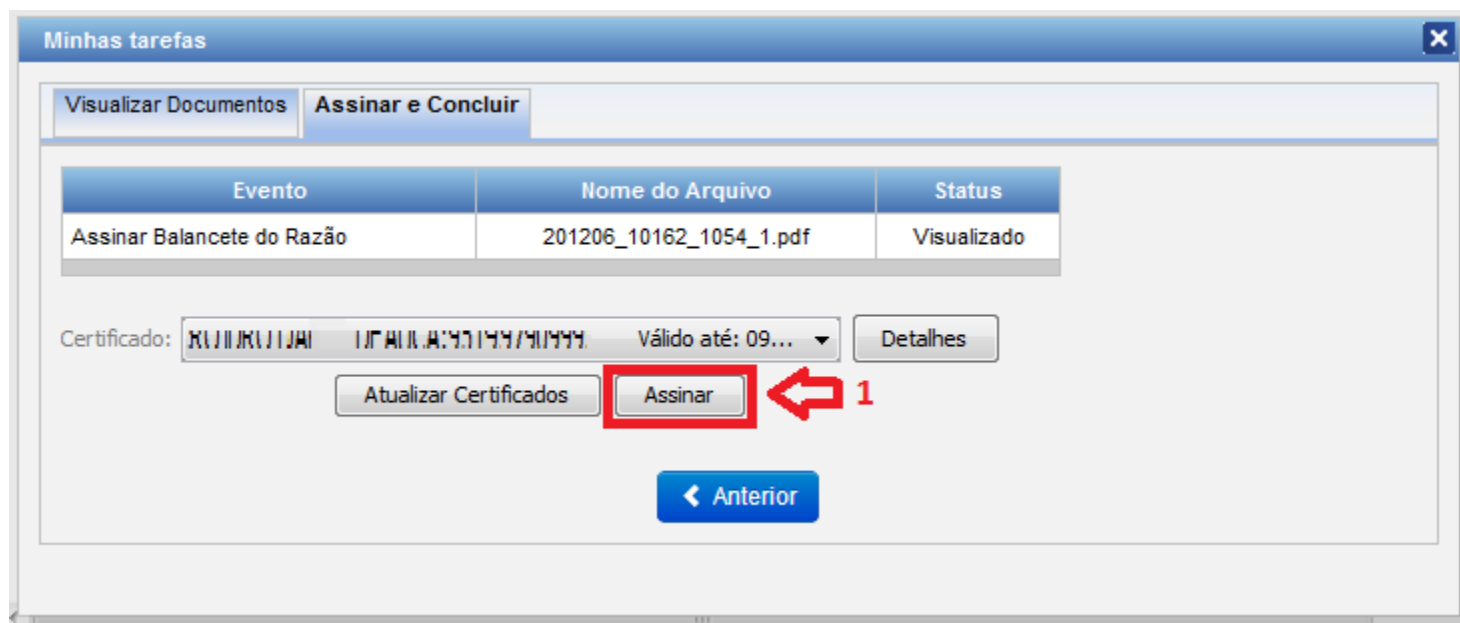 Minhas tarefas
Visualizar Documentos Assinar e Concluir
Evento Nome do Arquivo Status
Assinar Balancete do Razão 201206_10162_1054_1.pdf Visualizado
Certificado: Válido até: 09... Detalhes
Atualizar Certificados Assinar 1
Anterior